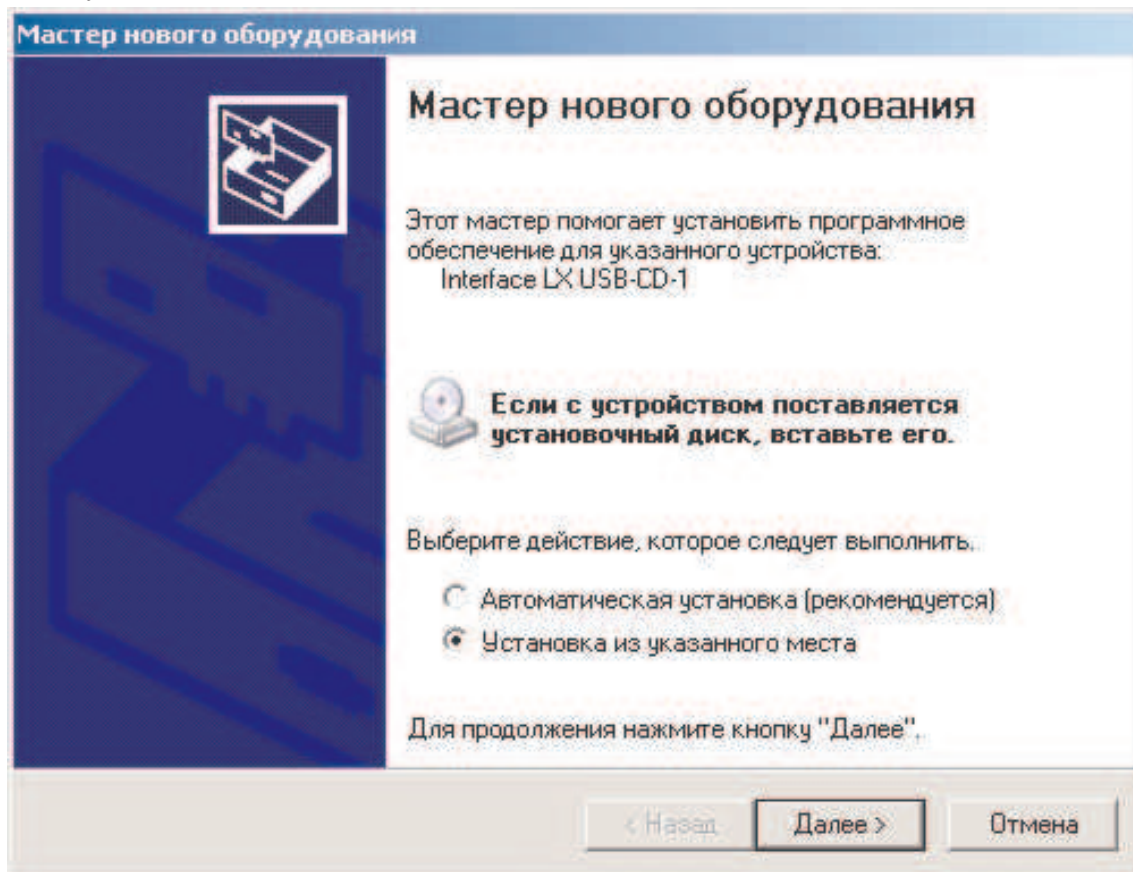 Мастер нового оборудования
Мастер нового оборудования
Этот мастер помогает установить программное
обеспечение для указанного устройства:
Interface LX USB-CD-1
Если с устройством поставляется
установочный диск, вставьте его.
Выберите действие, которое следует выполнить.
Автоматическая установка (рекомендуется)
Установка из указанного места
Для продолжения нажмите кнопку "Далее".
< Назад
Далее >
Отмена